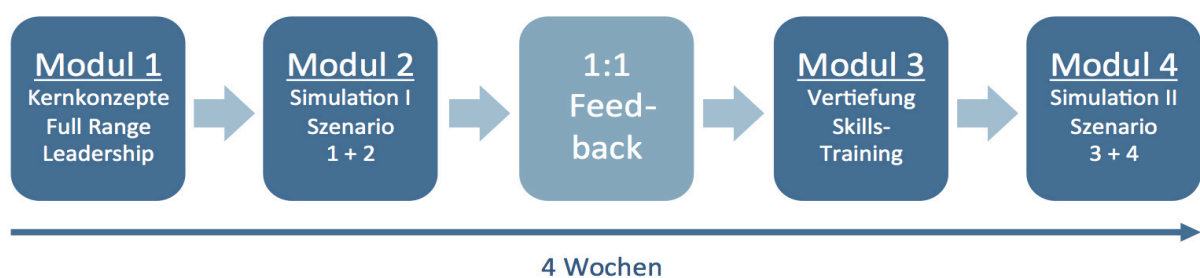 Modul 1
Kernkonzepte
Full Range
Leadership
Modul 2
Simulation I
Szenario
1 + 2
1:1
Feed-
back
Modul 3
Vertiefung
Skills-
Training
Modul 4
Simulation II
Szenario
3 + 4
4 Wochen